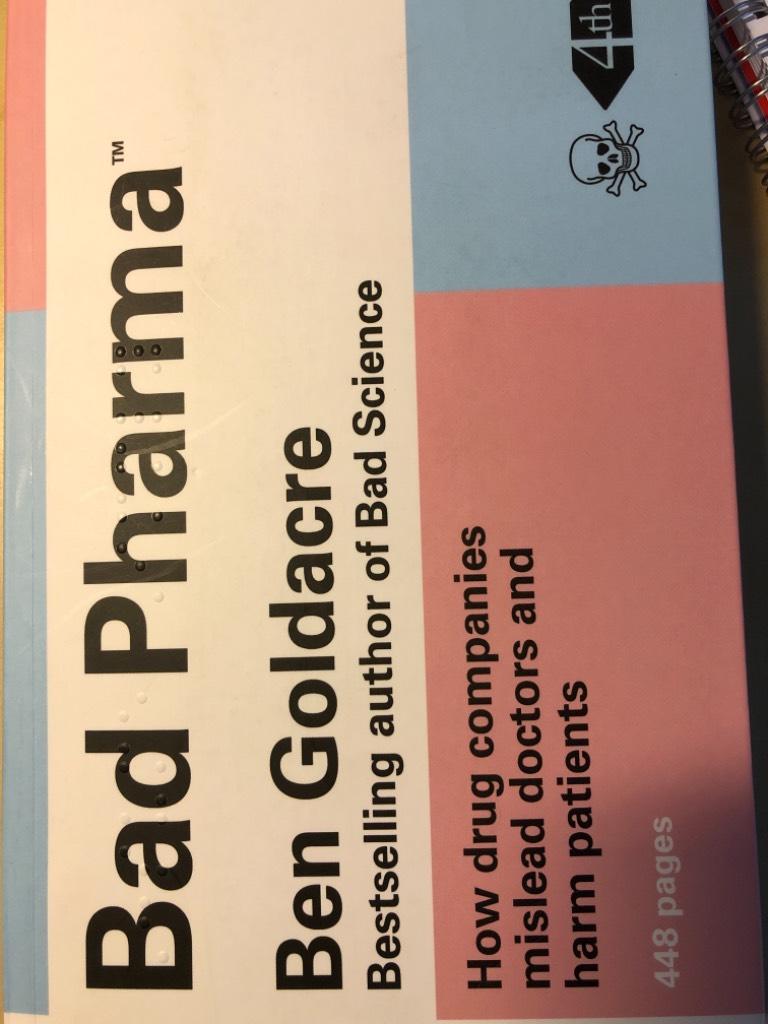 Bad Pharma™
Ben Goldacre
Bestselling author of Bad Science
How drug companies
mislead doctors and
harm patients
448 pages
4th